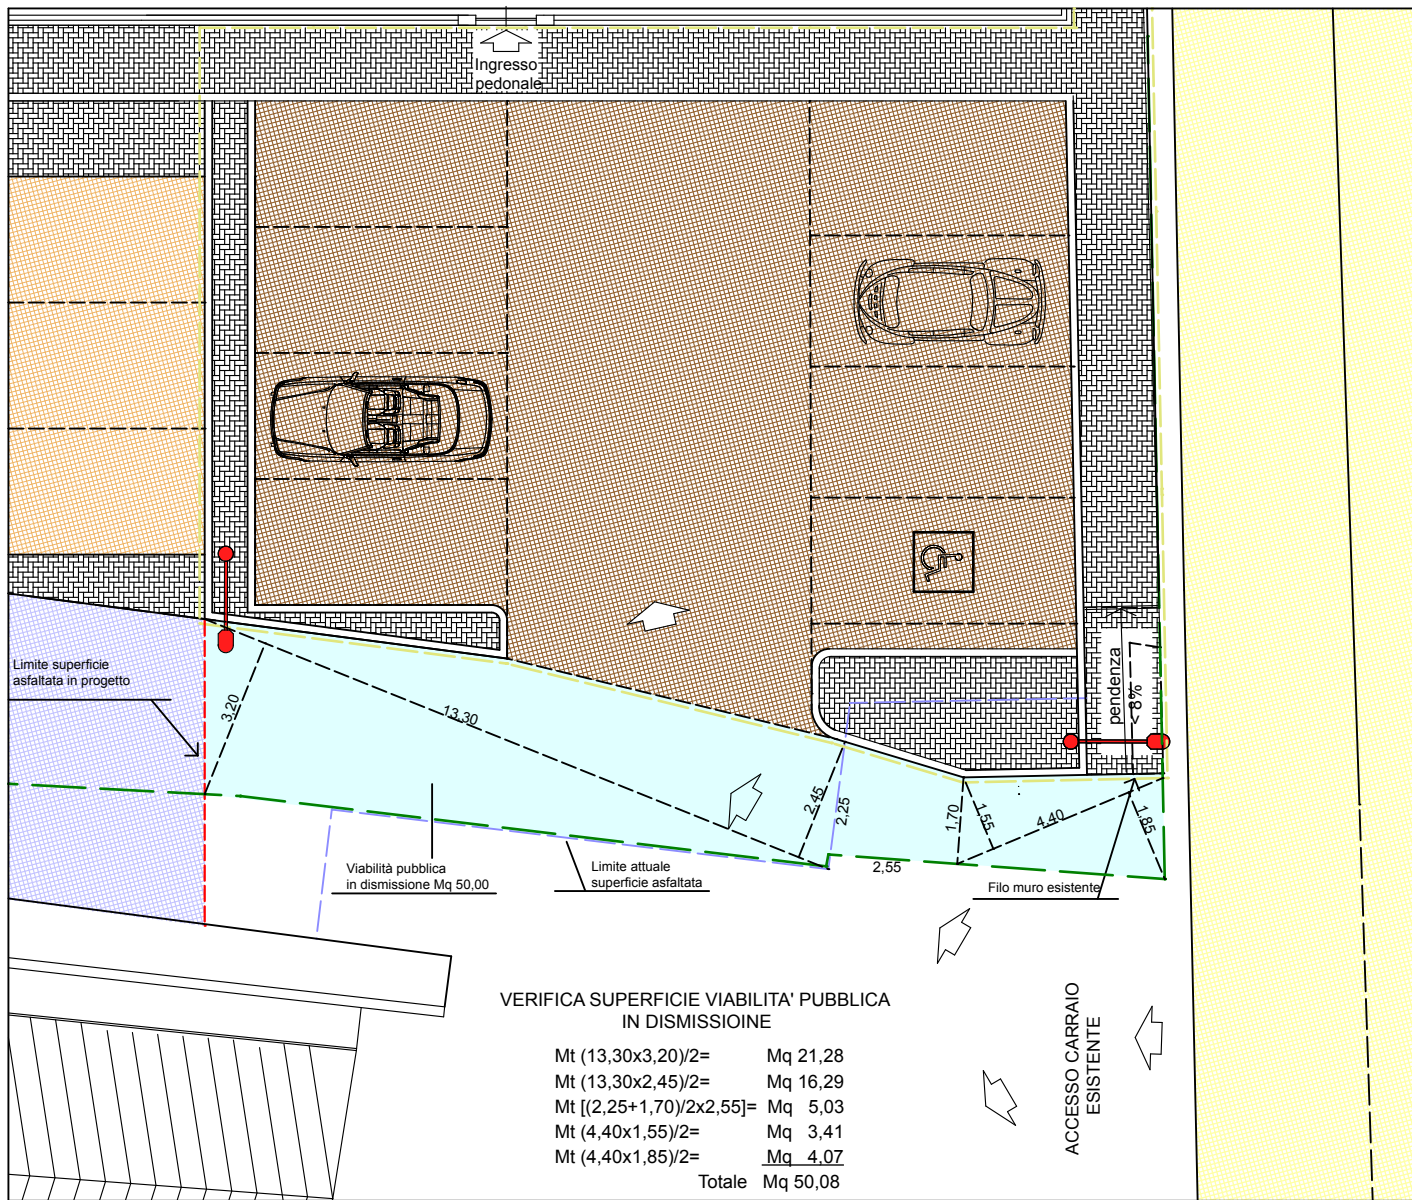 Ingresso
pedonale
Limite superficie
asfaltata in progetto
3,20
13,30
pendenza
< 8%
2,45
2,25
1,70
1,55
4,40
1,85
2,55
Viabilità pubblica
in dismissione Mq 50,00
Limite attuale
superficie asfaltata
Filo muro esistente
VERIFICA SUPERFICIE VIABILITA' PUBBLICA
IN DISMISSIOINE
Mt (13,30x3,20)/2= Mq 21,28
Mt (13,30x2,45)/2= Mq 16,29
Mt [(2,25+1,70)/2x2,55]= Mq 5,03
Mt (4,40x1,55)/2= Mq 3,41
Mt (4,40x1,85)/2= Mq 4,07
Totale Mq 50,08
ACCESSO CARRAIO
ESISTENTE